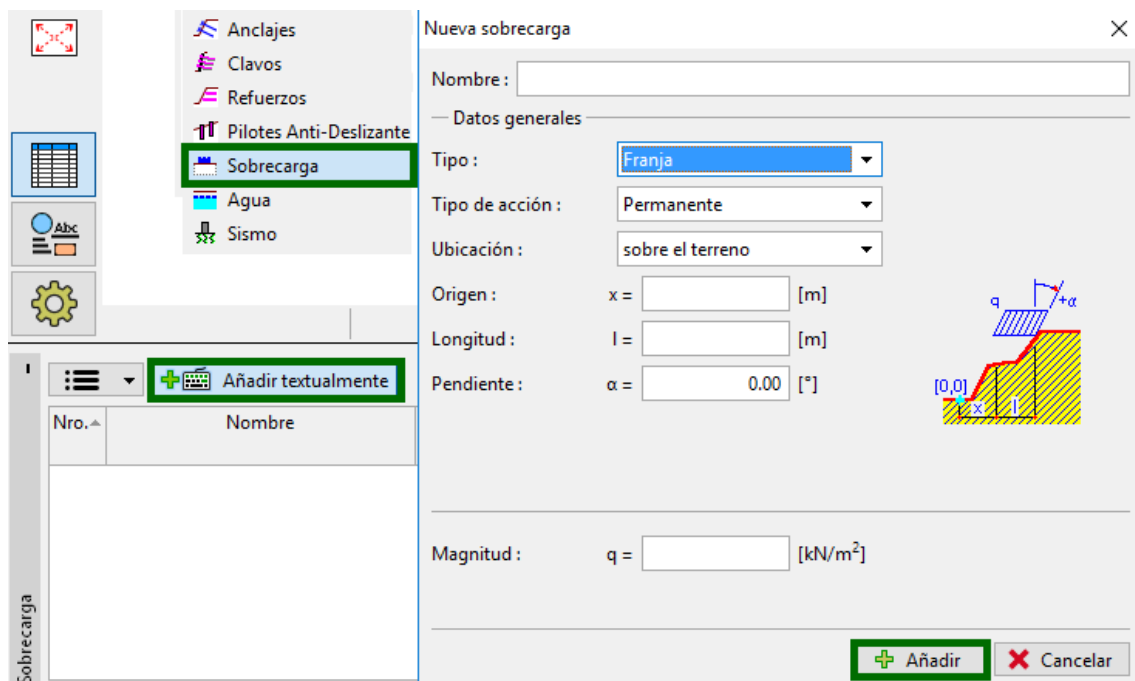 Anclajes
Clavos
Refuerzos
Pilotes Anti-Deslizante
Sobrecarga
Agua
Sismo
Abc
Añadir textualmente
Nro.
Nombre
Sobrecarga
Nueva sobrecarga
Nombre :
Datos generales
Tipo : Franja
Tipo de acción : Permanente
Ubicación : sobre el terreno
Origen : x = [m]
Longitud : l = [m]
Pendiente : α = 0.00 [°]
q +α
[0,0]
x l
Magnitud : q = [kN/m²]
Añadir
Cancelar